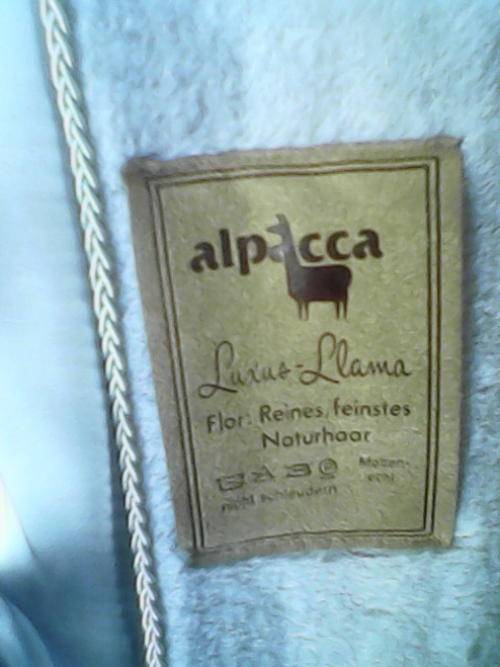 alpacca
Luxus-Llama
Flor: Reines, feinstes
Naturhaar
Motten-
echt
nicht schleudern